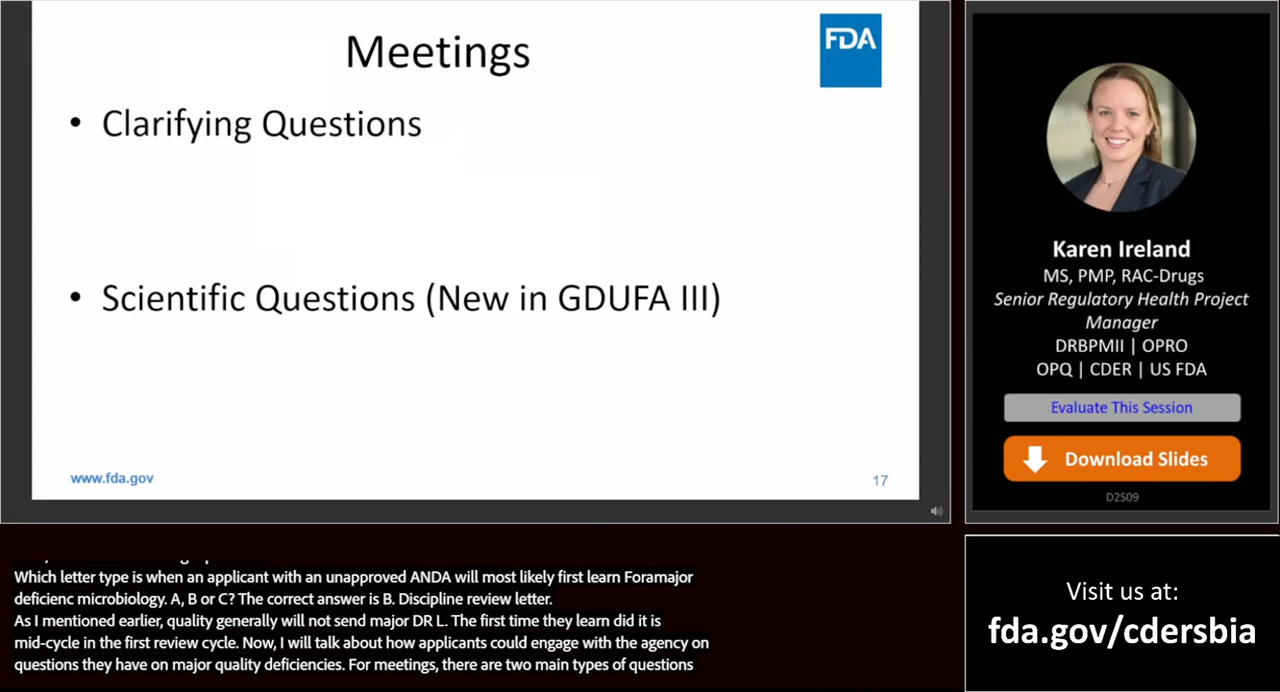 Meetings
FDA
• Clarifying Questions
• Scientific Questions (New in GDUFA III)
www.fda.gov
17
Karen Ireland
MS, PMP, RAC-Drugs
Senior Regulatory Health Project
Manager
DRBPMII | OPRO
OPQ | CDER | US FDA
Evaluate This Session
Download Slides
D2S09
Which letter type is when an applicant with an unapproved ANDA will most likely first learn Foramajor
deficienc microbiology. A, B or C? The correct answer is B. Discipline review letter.
As I mentioned earlier, quality generally will not send major DR L. The first time they learn did it is
mid-cycle in the first review cycle. Now, I will talk about how applicants could engage with the agency on
questions they have on major quality deficiencies. For meetings, there are two main types of questions
Visit us at:
fda.gov/cdersbia